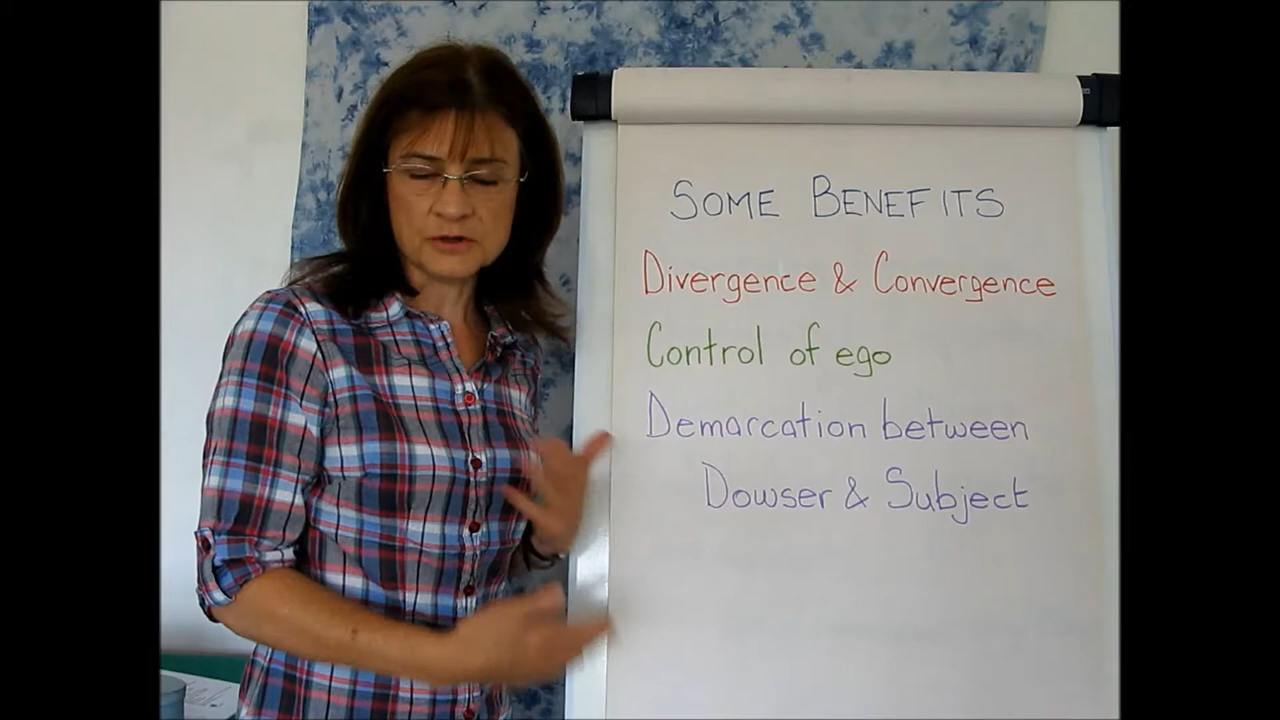 SOME BENEFITS
Divergence & Convergence
Control of ego
Demarcation between
Dowser & Subject